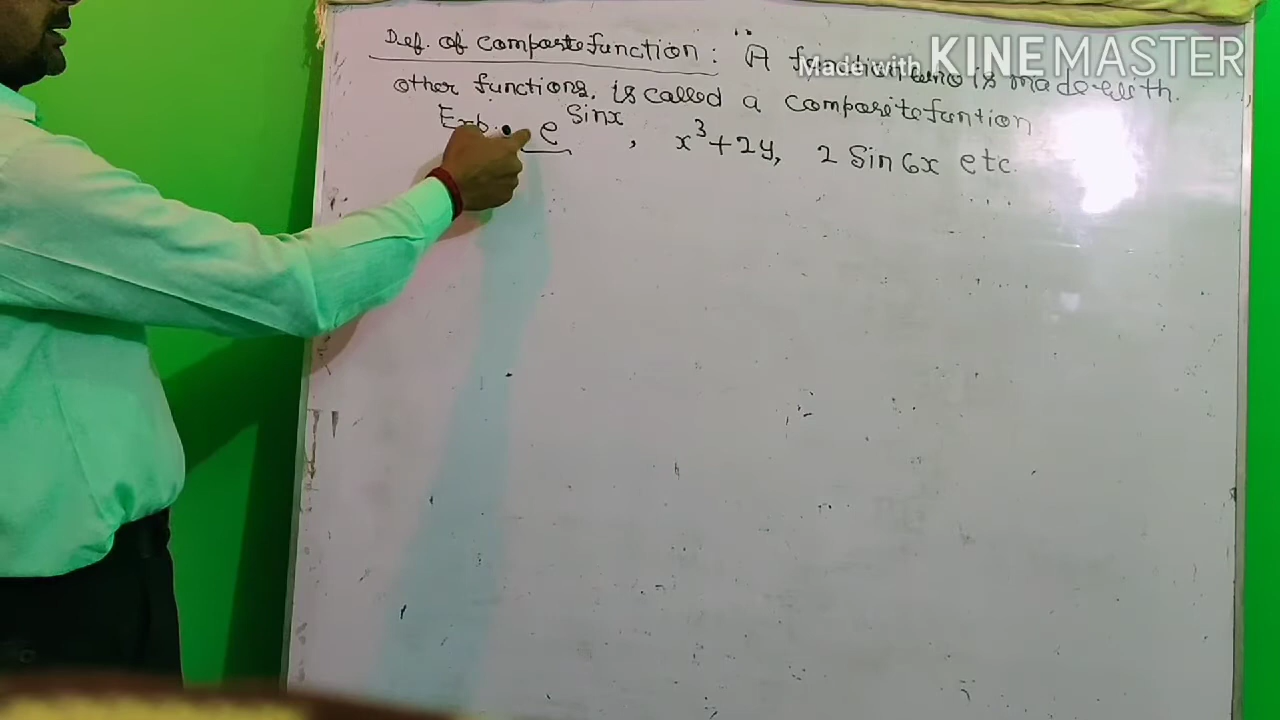 Def. of composite function: " A function who is made with
other functions, is called a composite funtion
Exp. e^sinx, x³+2y, 2 Sin 6x etc.
Made with KINEMASTER